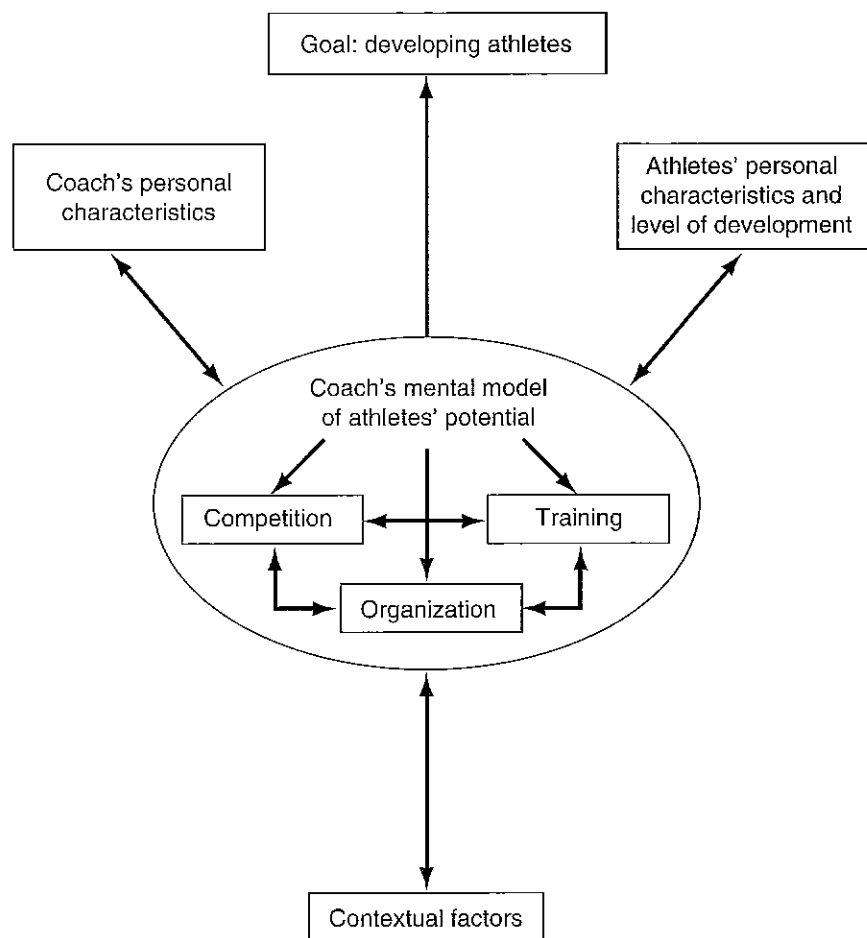 Goal: developing athletes
Coach's personal
characteristics
Athletes' personal
characteristics and
level of development
Coach's mental model
of athletes' potential
Competition
Training
Organization
Contextual factors